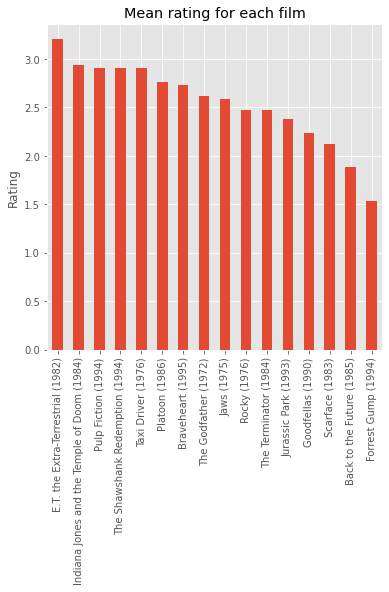 Mean rating for each film
Rating
3.0
2.5
2.0
1.5
1.0
0.5
0.0
E.T. the Extra-Terrestrial (1982)
Indiana Jones and the Temple of Doom (1984)
Pulp Fiction (1994)
The Shawshank Redemption (1994)
Taxi Driver (1976)
Platoon (1986)
Braveheart (1995)
The Godfather (1972)
Jaws (1975)
Rocky (1976)
The Terminator (1984)
Jurassic Park (1993)
Goodfellas (1990)
Scarface (1983)
Back to the Future (1985)
Forrest Gump (1994)